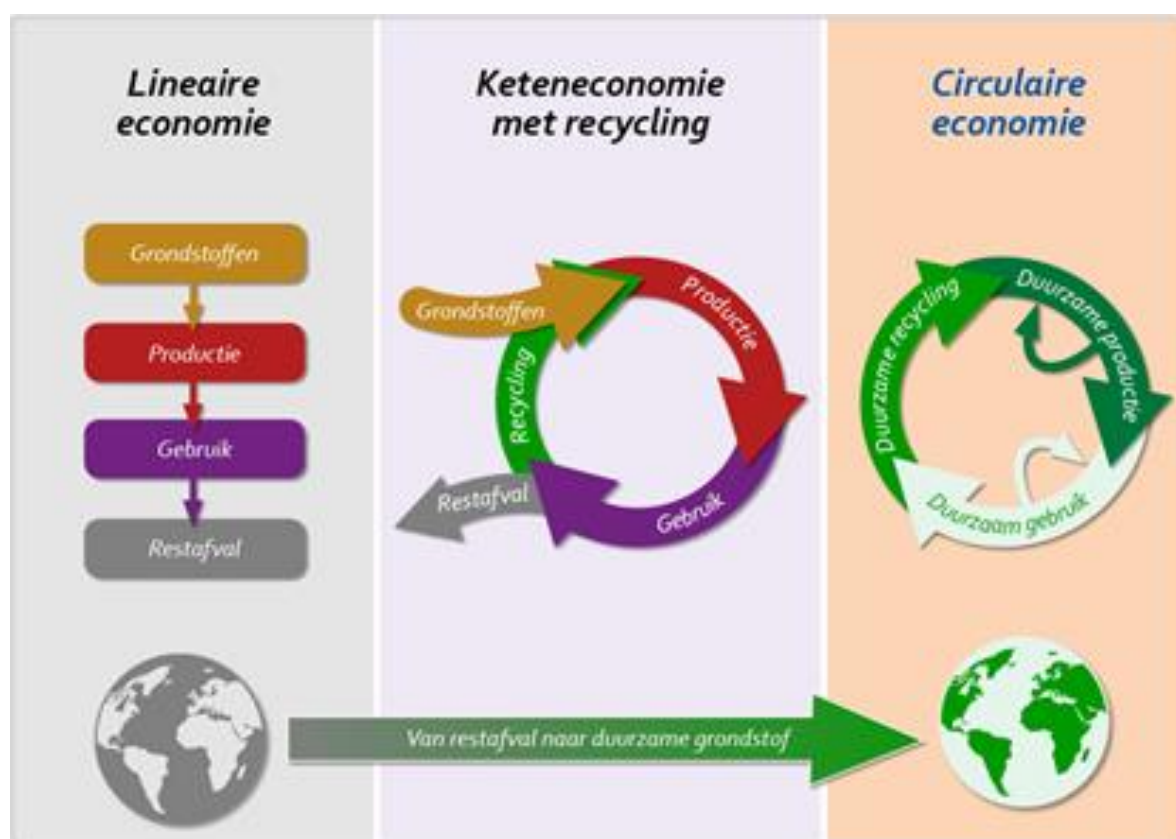 Lineaire
economie
Grondstoffen
Productie
Gebruik
Restafval
Keteneconomie
met recycling
Grondstoffen
Productie
Gebruik
Recycling
Restafval
Circulaire
economie
Duurzame productie
Duurzaam gebruik
Duurzame recycling
Van restafval naar duurzame grondstof